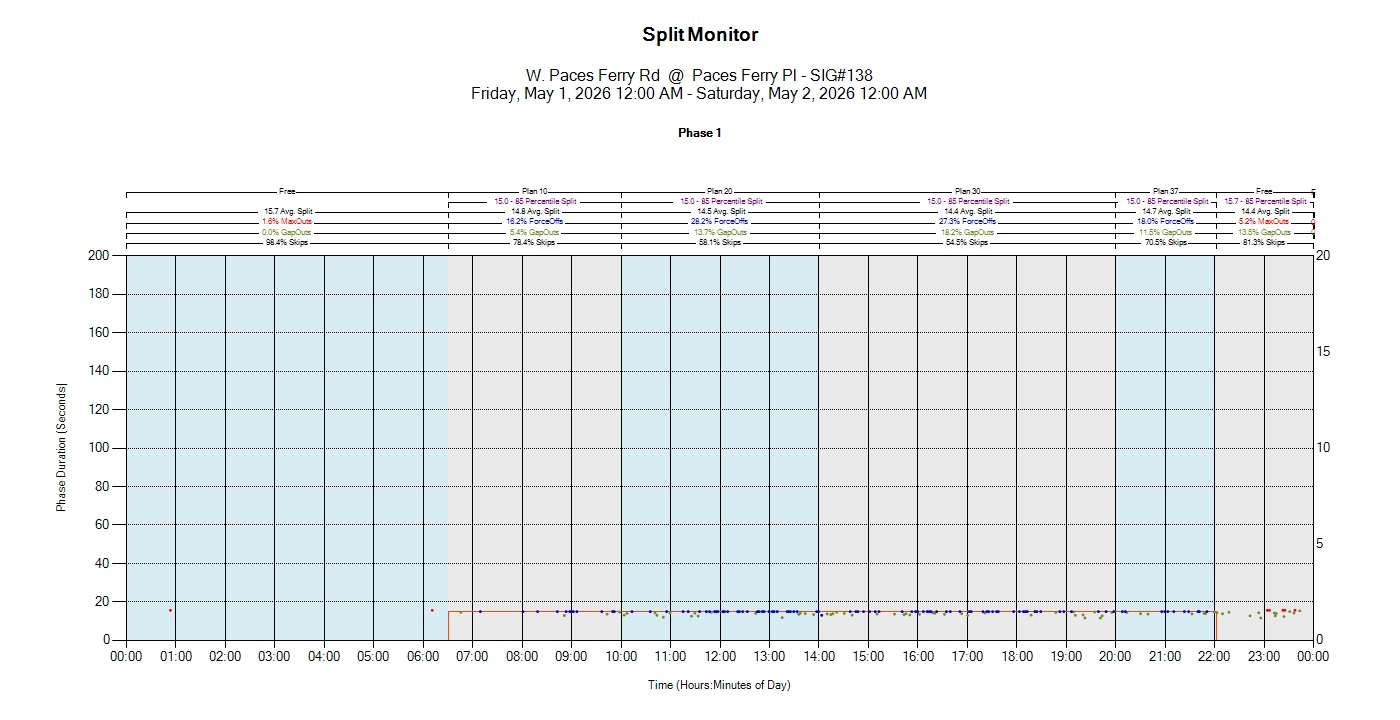 Split Monitor
W. Paces Ferry Rd @ Paces Ferry Pl - SIG#138
Friday, May 1, 2026 12:00 AM - Saturday, May 2, 2026 12:00 AM
Phase 1
Free Plan 10 Plan 20 Plan 30 Plan 37 Free
15.0 - 85 Percentile Split 15.0 - 85 Percentile Split 15.0 - 85 Percentile Split 15.0 - 85 Percentile Split 15.7 - 85 Percentile Split
15.7 Avg. Split 14.8 Avg. Split 14.5 Avg. Split 14.4 Avg. Split 14.7 Avg. Split 14.4 Avg. Split
1.6% MaxOuts 16.2% ForceOffs 28.2% ForceOffs 27.3% ForceOffs 18.0% ForceOffs 5.2% MaxOuts
0.0% GapOuts 5.4% GapOuts 13.7% GapOuts 18.2% GapOuts 11.5% GapOuts 13.5% GapOuts
98.4% Skips 78.4% Skips 58.1% Skips 54.5% Skips 70.5% Skips 81.3% Skips
200 20
180
160
15
140
120
100 10
80
60
5
40
20
0 0
Phase Duration (Seconds)
00:00 01:00 02:00 03:00 04:00 05:00 06:00 07:00 08:00 09:00 10:00 11:00 12:00 13:00 14:00 15:00 16:00 17:00 18:00 19:00 20:00 21:00 22:00 23:00 00:00
Time (Hours:Minutes of Day)